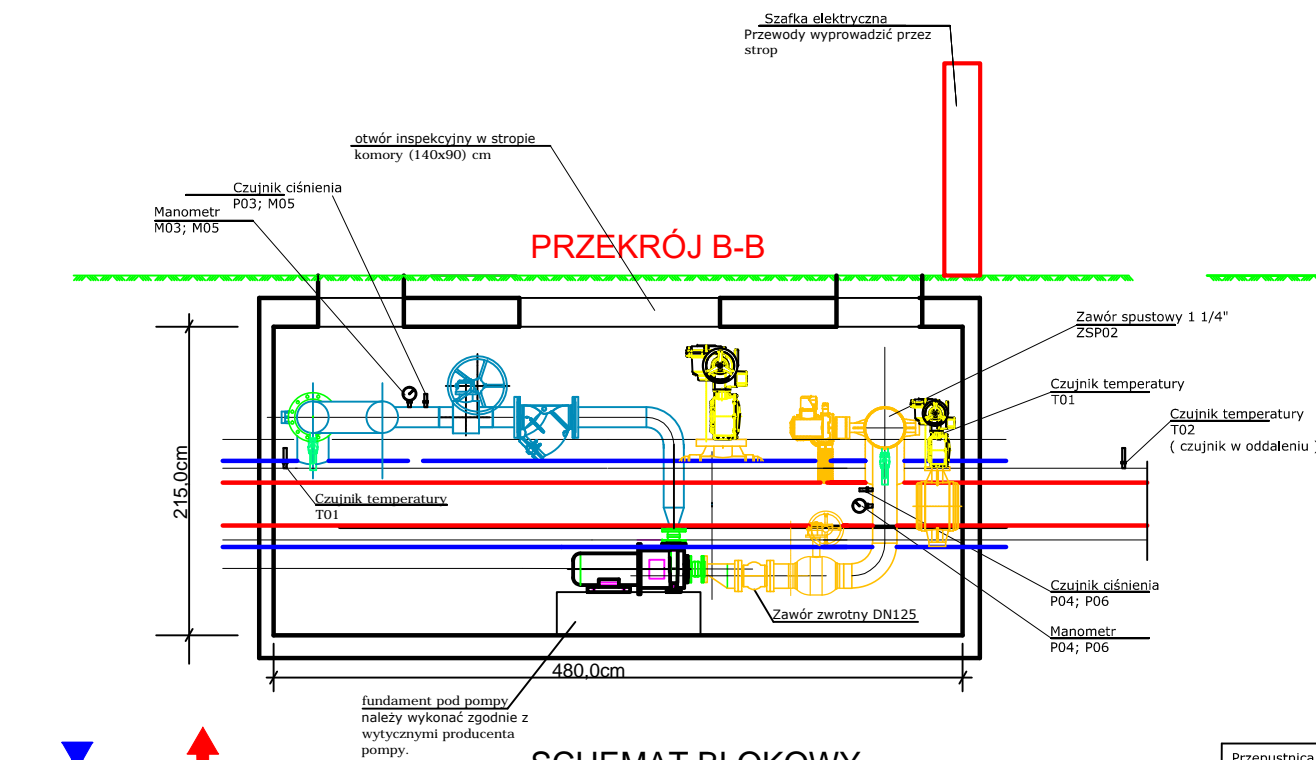 Szafka elektryczna
Przewody wyprowadzić przez
strop
otwór inspekcyjny w stropie
komory (140x90) cm
Czujnik ciśnienia
P03; M05
Manometr
M03; M05
PRZEKRÓJ B-B
Zawór spustowy 1 1/4"
ZSP02
Czujnik temperatury
T01
Czujnik temperatury
T02
( czujnik w oddaleniu )
215,0cm
Czujnik temperatury
T01
Czujnik ciśnienia
P04; P06
Zawór zwrotny DN125
Manometr
P04; P06
480,0cm
fundament pod pompy
należy wykonać zgodnie z
wytycznymi producenta
pompy.
SCHEMAT BLOKOWY
Przepustnica